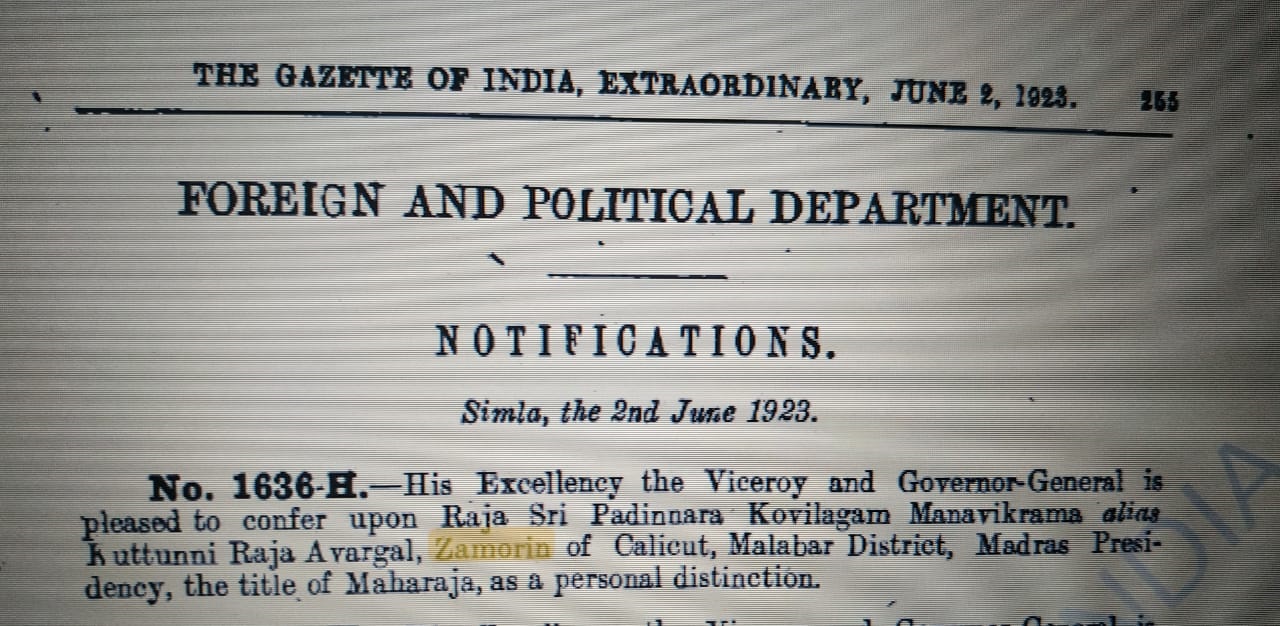 THE GAZETTE OF INDIA, EXTRAORDINARY, JUNE 2, 1923. 255
FOREIGN AND POLITICAL DEPARTMENT.
NOTIFICATIONS.
Simla, the 2nd June 1923.
No. 1636-H.—His Excellency the Viceroy and Governor-General is
pleased to confer upon Raja Sri Padinnara Kovilagam Manavikrama alias
Kuttunni Raja Avargal, Zamorin of Calicut, Malabar District, Madras Presi-
dency, the title of Maharaja, as a personal distinction.